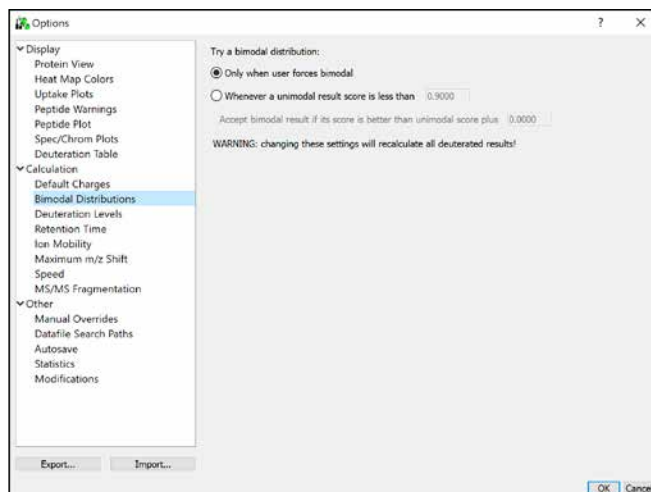 Options
?
Display
Protein View
Heat Map Colors
Uptake Plots
Peptide Warnings
Peptide Plot
Spec/Chrom Plots
Deuteration Table
Calculation
Default Charges
Bimodal Distributions
Deuteration Levels
Retention Time
Ion Mobility
Maximum m/z Shift
Speed
MS/MS Fragmentation
Other
Manual Overrides
Datafile Search Paths
Autosave
Statistics
Modifications
Export...
Import...
Try a bimodal distribution:
Only when user forces bimodal
Whenever a unimodal result score is less than 0.9000
Accept bimodal result if its score is better than unimodal score plus 0.0000
WARNING: changing these settings will recalculate all deuterated results!
OK
Cance